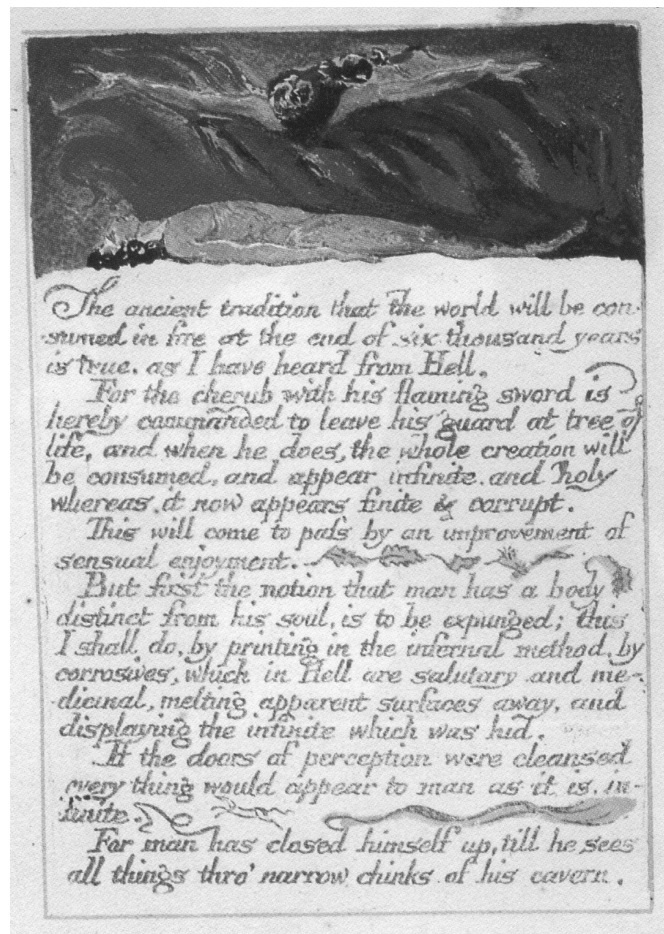 The ancient tradition that the world will be con-
-sumed in fire at the end of six thousand years
is true. as I have heard from Hell.
For the cherub with his flaming sword is
hereby commanded to leave his guard at tree of
life, and when he does, the whole creation will
be consumed, and appear infinite. and holy
whereas it now appears finite & corrupt.
This will come to pass by an improvement of
sensual enjoyment.
But first the notion that man has a body
distinct from his soul, is to be expunged; this
I shall do, by printing in the infernal method, by
corrosives, which in Hell are salutary and me-
-dicinal, melting apparent surfaces away, and
displaying the infinite which was hid.
If the doors of perception were cleansed
every thing would appear to man as it is, in-
-finite.
For man has closed himself up, till he sees
all things thro' narrow chinks of his cavern.